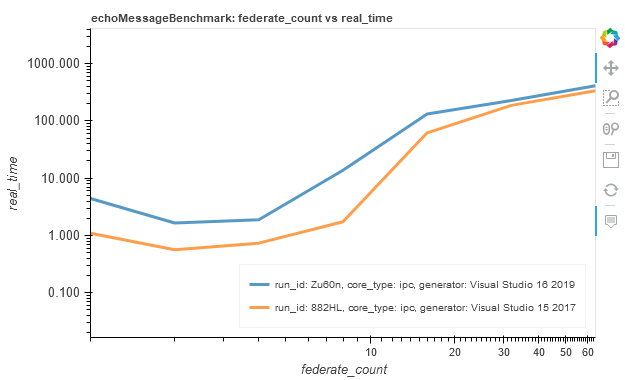 echoMessageBenchmark: federate_count vs real_time
1000.000
100.000
10.000
1.000
0.100
real_time
run_id: Zu60n, core_type: ipc, generator: Visual Studio 16 2019
run_id: 882HL, core_type: ipc, generator: Visual Studio 15 2017
10
20
30
40
50
60
federate_count